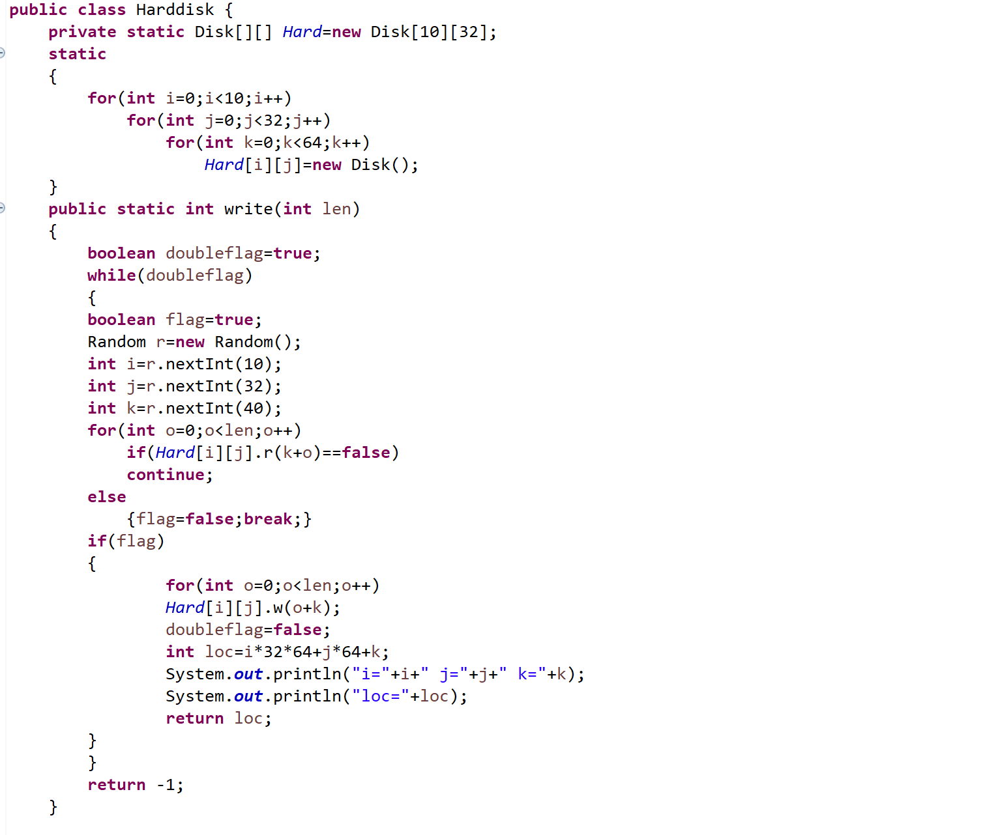 public class Harddisk {
    private static Disk[][] Hard=new Disk[10][32];
    static
    {
        for(int i=0;i<10;i++)
            for(int j=0;j<32;j++)
                for(int k=0;k<64;k++)
                    Hard[i][j]=new Disk();
    }
    public static int write(int len)
    {
        boolean doubleflag=true;
        while(doubleflag)
        {
        boolean flag=true;
        Random r=new Random();
        int i=r.nextInt(10);
        int j=r.nextInt(32);
        int k=r.nextInt(40);
        for(int o=0;o<len;o++)
            if(Hard[i][j].r(k+o)==false)
            continue;
        else
            {flag=false;break;}
        if(flag)
        {
                for(int o=0;o<len;o++)
                Hard[i][j].w(o+k);
                doubleflag=false;
                int loc=i*32*64+j*64+k;
                System.out.println("i="+i+" j="+j+" k="+k);
                System.out.println("loc="+loc);
                return loc;
        }
        }
        return -1;
    }